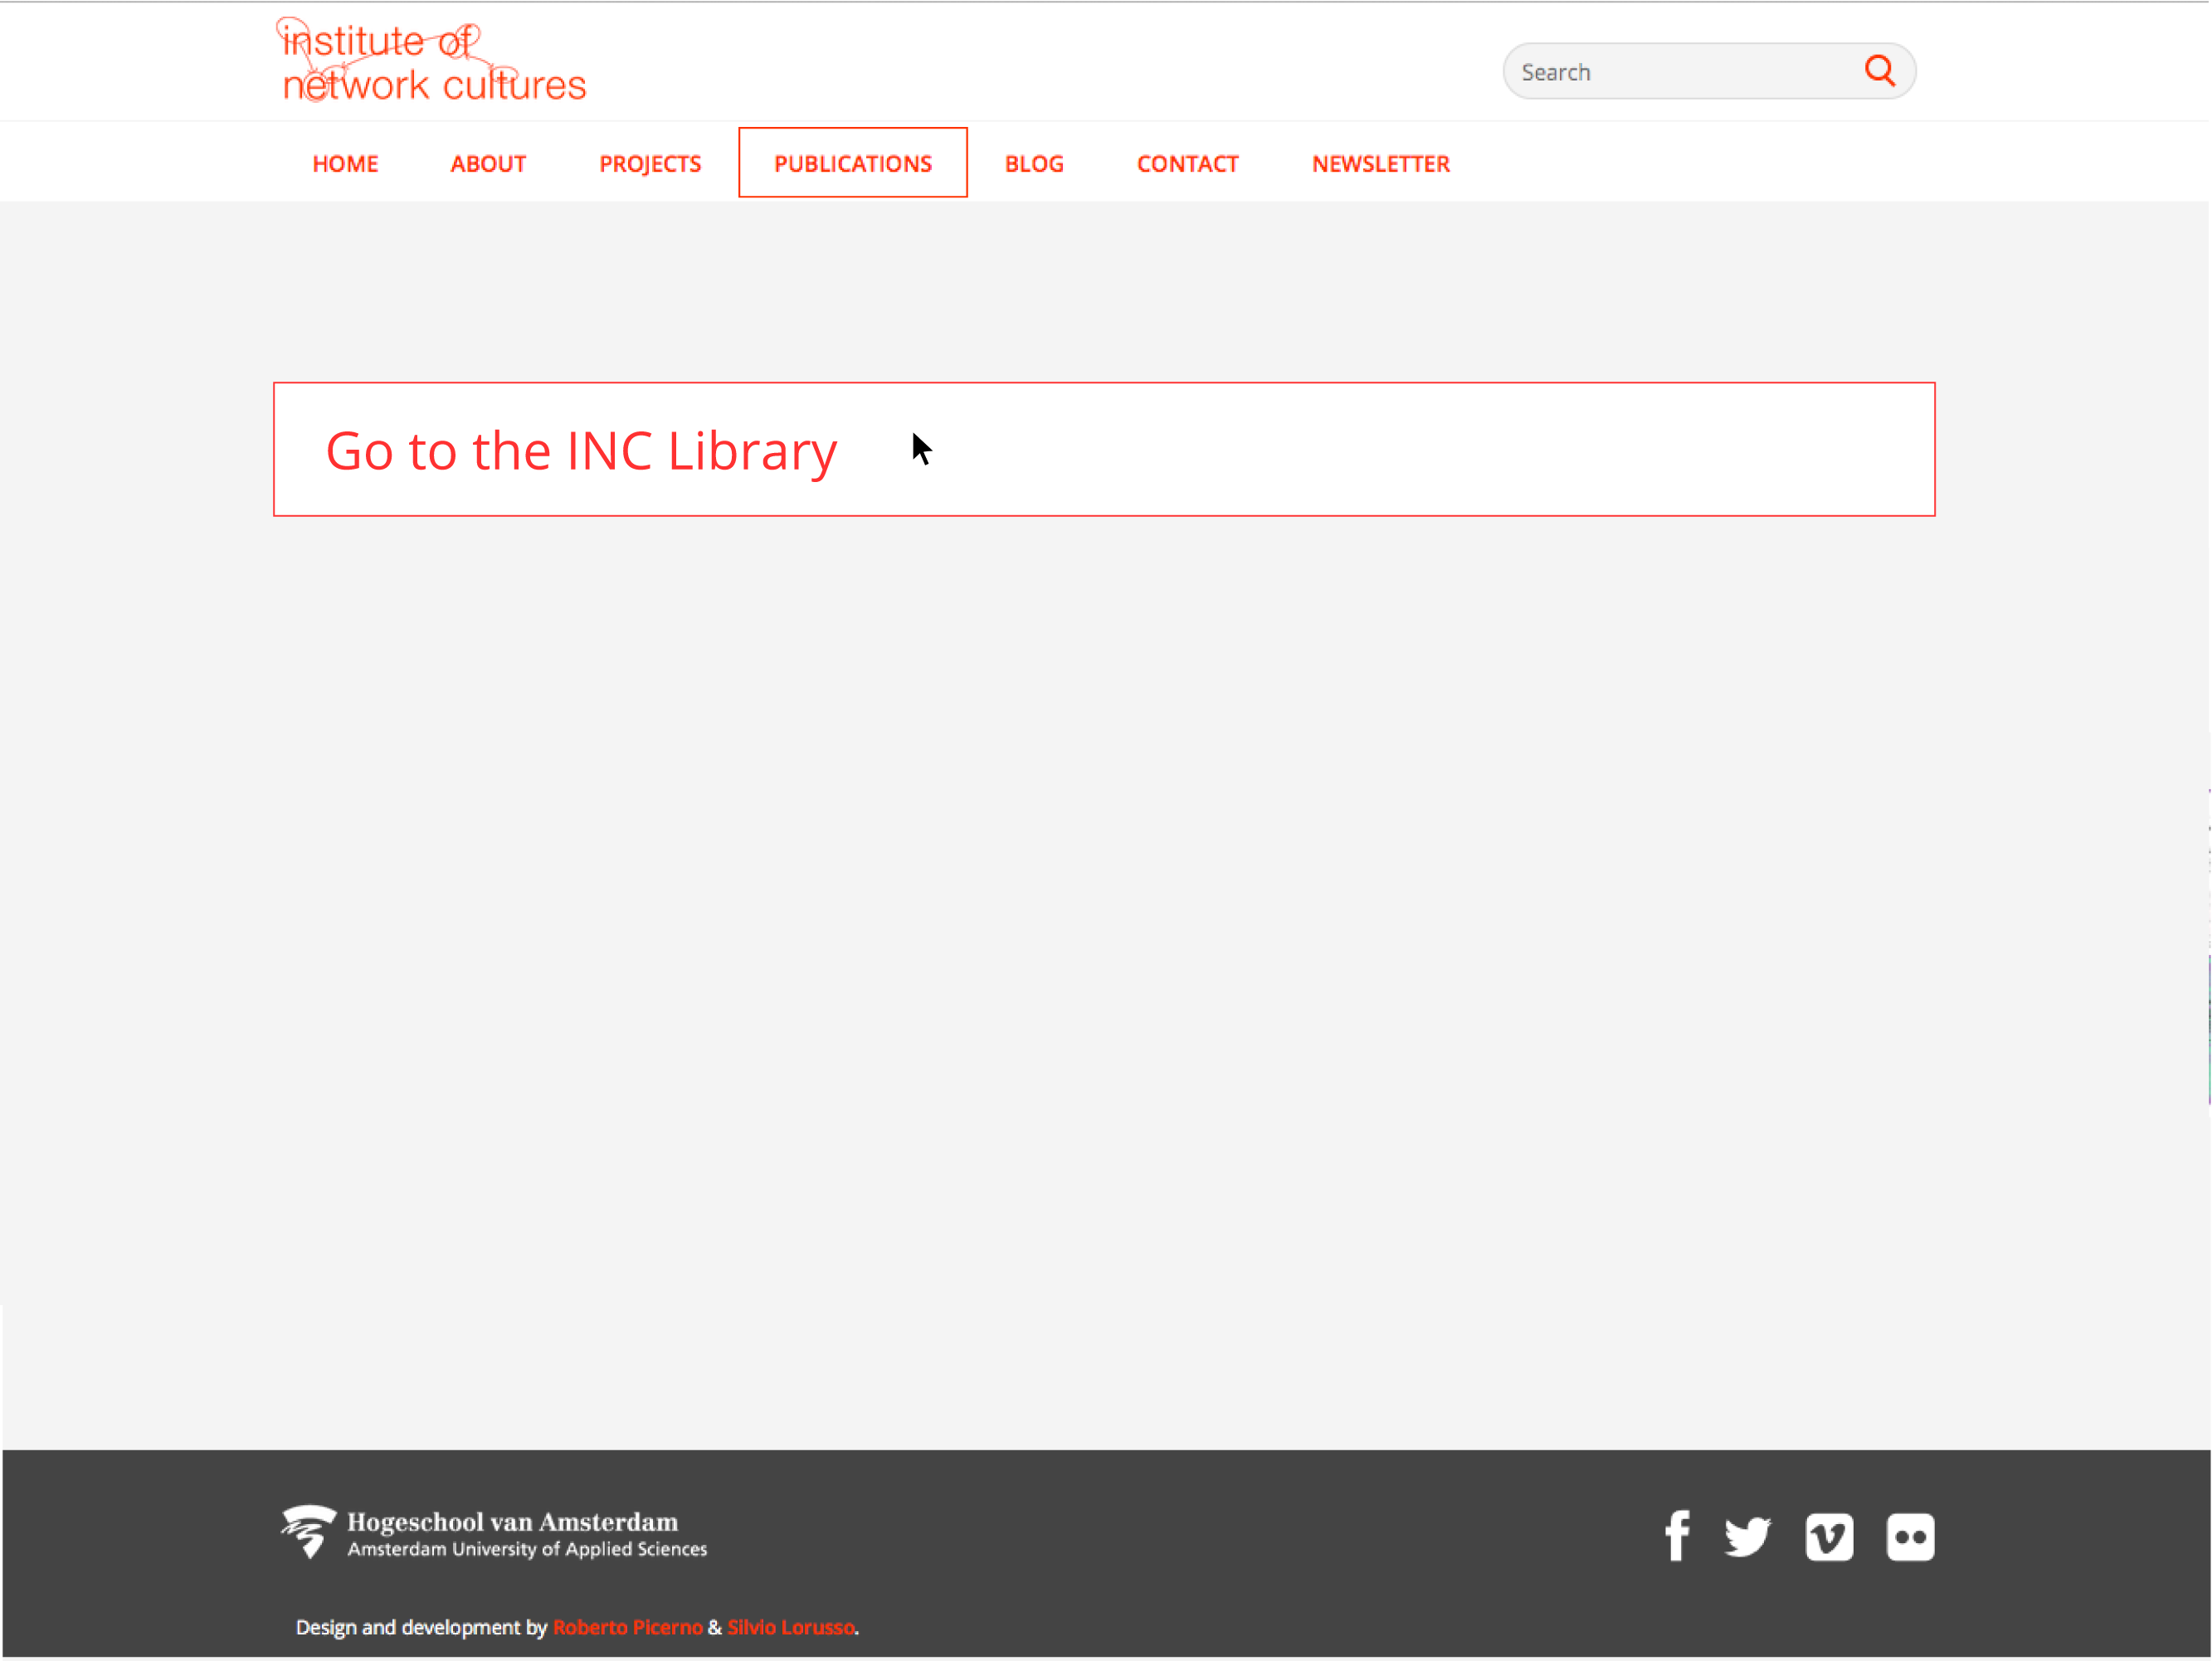 institute of
network cultures
Search
HOME ABOUT PROJECTS PUBLICATIONS BLOG CONTACT NEWSLETTER
Go to the INC Library
Hogeschool van Amsterdam
Amsterdam University of Applied Sciences
Design and development by Roberto Picerno & Silvio Lorusso.